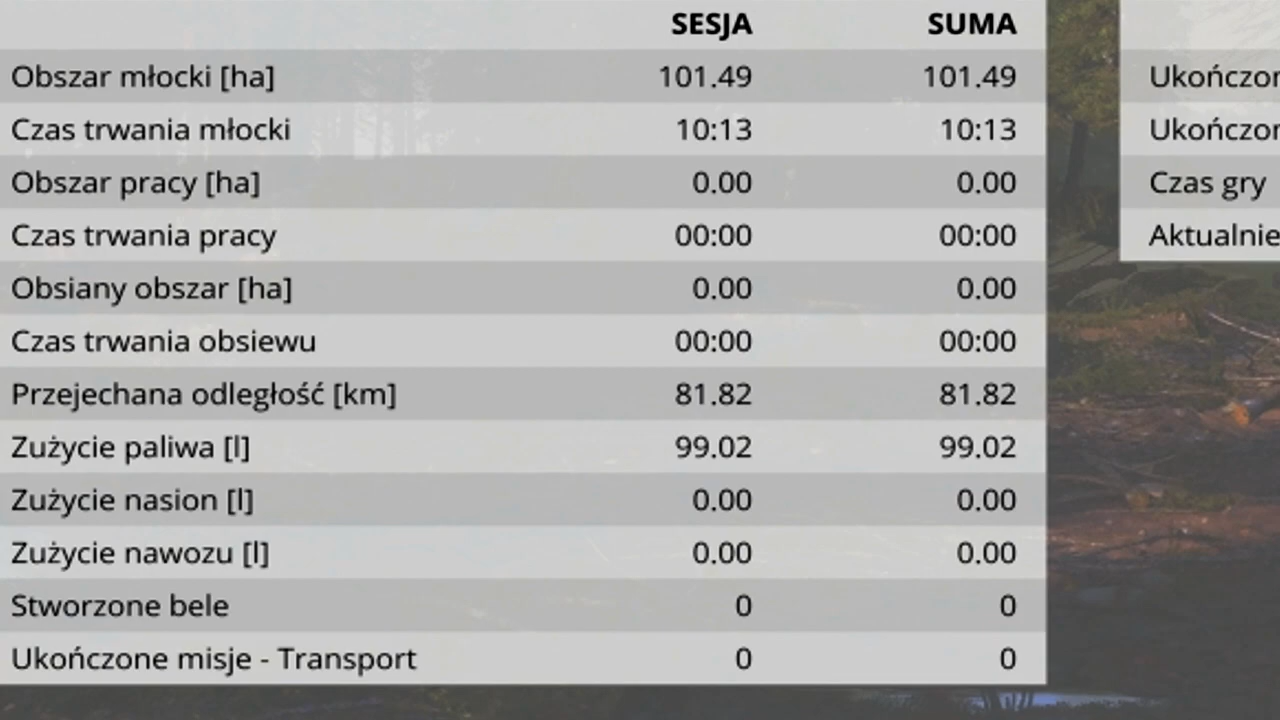 SESJA SUMA
Obszar młocki [ha] 101.49 101.49
Czas trwania młocki 10:13 10:13
Obszar pracy [ha] 0.00 0.00
Czas trwania pracy 00:00 00:00
Obsiany obszar [ha] 0.00 0.00
Czas trwania obsiewu 00:00 00:00
Przejechana odległość [km] 81.82 81.82
Zużycie paliwa [l] 99.02 99.02
Zużycie nasion [l] 0.00 0.00
Zużycie nawozu [l] 0.00 0.00
Stworzone bele 0 0
Ukończone misje - Transport 0 0
Czas gry
Aktualnie